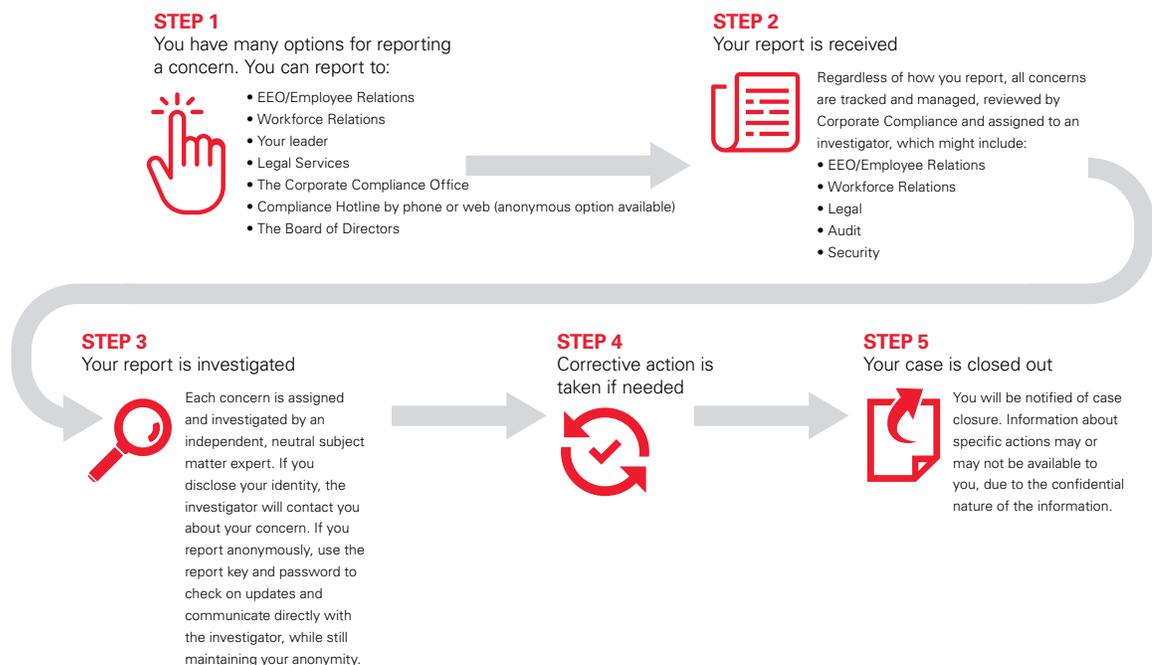 STEP 1
You have many options for reporting
a concern. You can report to:
• EEO/Employee Relations
• Workforce Relations
• Your leader
• Legal Services
• The Corporate Compliance Office
• Compliance Hotline by phone or web (anonymous option available)
• The Board of Directors
STEP 2
Your report is received
Regardless of how you report, all concerns
are tracked and managed, reviewed by
Corporate Compliance and assigned to an
investigator, which might include:
• EEO/Employee Relations
• Workforce Relations
• Legal
• Audit
• Security
STEP 3
Your report is investigated
Each concern is assigned
and investigated by an
independent, neutral subject
matter expert. If you
disclose your identity, the
investigator will contact you
about your concern. If you
report anonymously, use the
report key and password to
check on updates and
communicate directly with
the investigator, while still
maintaining your anonymity.
STEP 4
Corrective action is
taken if needed
STEP 5
Your case is closed out
You will be notified of case
closure. Information about
specific actions may or
may not be available to
you, due to the confidential
nature of the information.